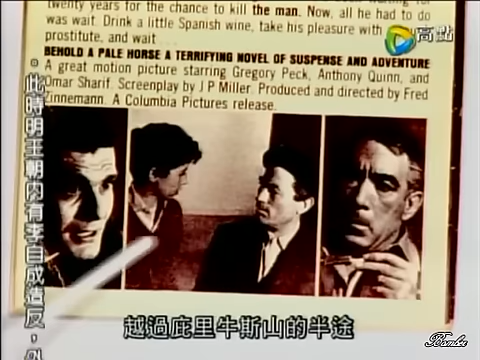 twenty years for the chance to kill the man. Now, all he had to do
was wait. Drink a little Spanish wine, take his pleasure with
prostitute, and wait
BEHOLD A PALE HORSE A TERRIFYING NOVEL OF SUSPENSE AND ADVENTURE
A great motion picture starring Gregory Peck, Anthony Quinn, and
Omar Sharif. Screenplay by J P Miller. Produced and directed by Fred
Zinnemann. A Columbia Pictures release.
高點
。此時明王朝內有李自成造反,
越過庇里牛斯山的半途